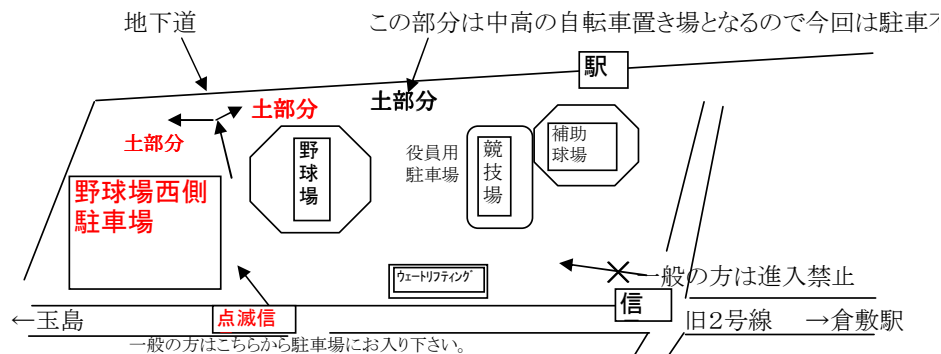 地下道
この部分は中高の自転車置き場となるので今回は駐車
駅
土部分
土部分
土部分
野球場
役員用
駐車場
競技場
補助
球場
野球場西側
駐車場
ウェートリフティング
一般の方は進入禁止
←玉島
点滅信
信
旧2号線 →倉敷駅
一般の方はこちらから駐車場にお入り下さい。